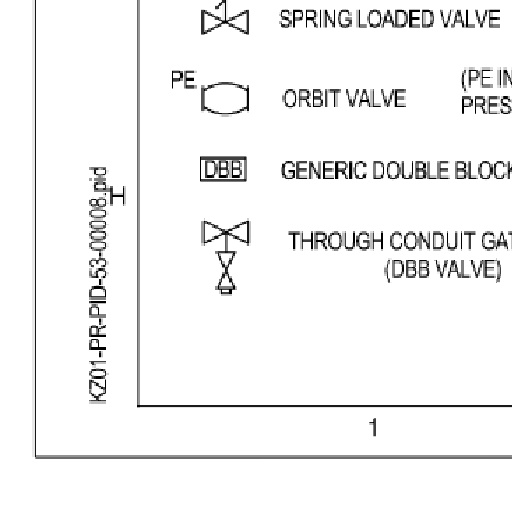 SPRING LOADED VALVE
PE
ORBIT VALVE
(PE IN
PRES
DBB
GENERIC DOUBLE BLOCK
THROUGH CONDUIT GAT
(DBB VALVE)
H
KZ01-PR-PID-53-00008.pid
1